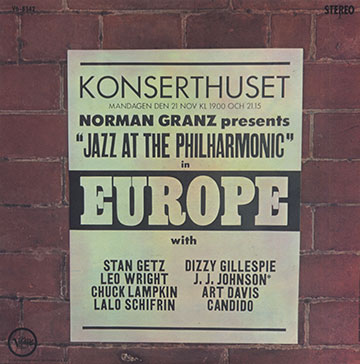 STEREO
KONSERTHUSET
MANDAGEN DEN 21 NOV KL 19.00 OCH 21.15
NORMAN GRANZ presents
"JAZZ AT THE PHILHARMONIC"
in
EUROPE
with
STAN GETZ
LEO WRIGHT
CHUCK LAMPKIN
LALO SCHIFRIN
DIZZY GILLESPIE
J. J. JOHNSON*
ART DAVIS
CANDIDO
VERVE